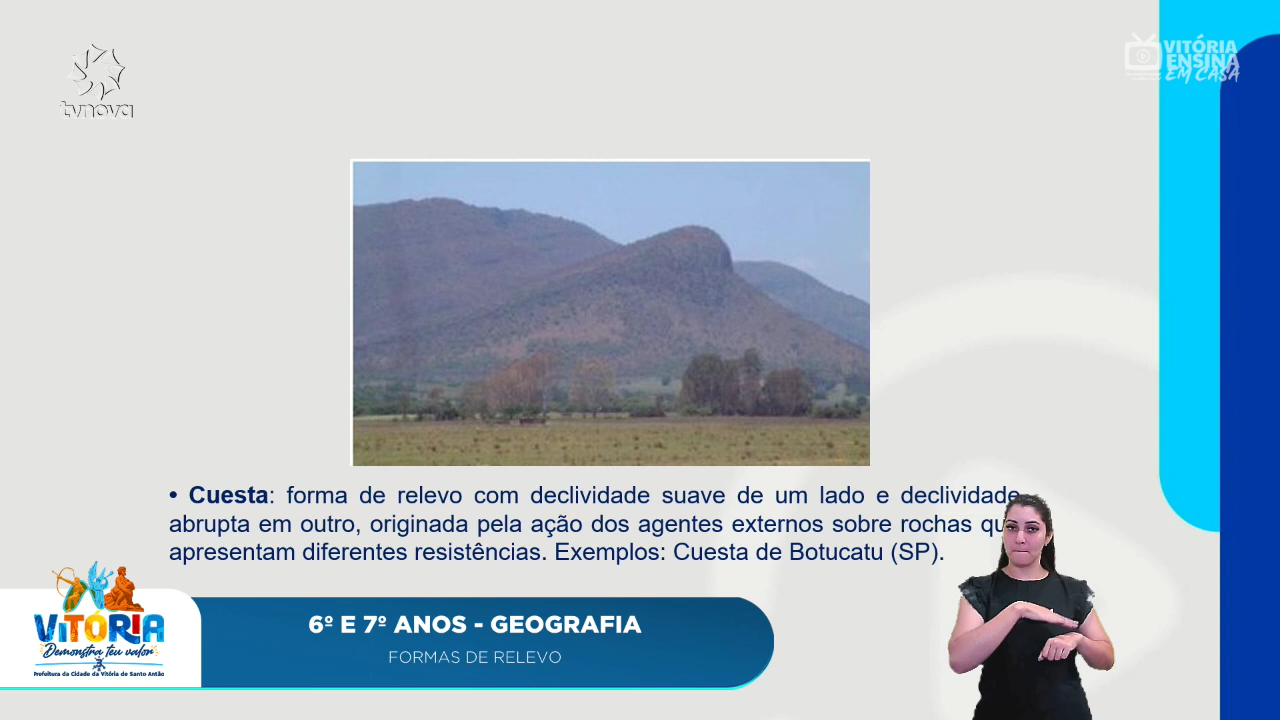 tvnova
VITÓRIA
ENSINA
EM CASA
• Cuesta: forma de relevo com declividade suave de um lado e declividade
abrupta em outro, originada pela ação dos agentes externos sobre rochas qu
apresentam diferentes resistências. Exemplos: Cuesta de Botucatu (SP).
6º E 7º ANOS - GEOGRAFIA
FORMAS DE RELEVO
VITÓRIA
Demonstra teu valor
Prefeitura da Cidade da Vitória de Santo Antão